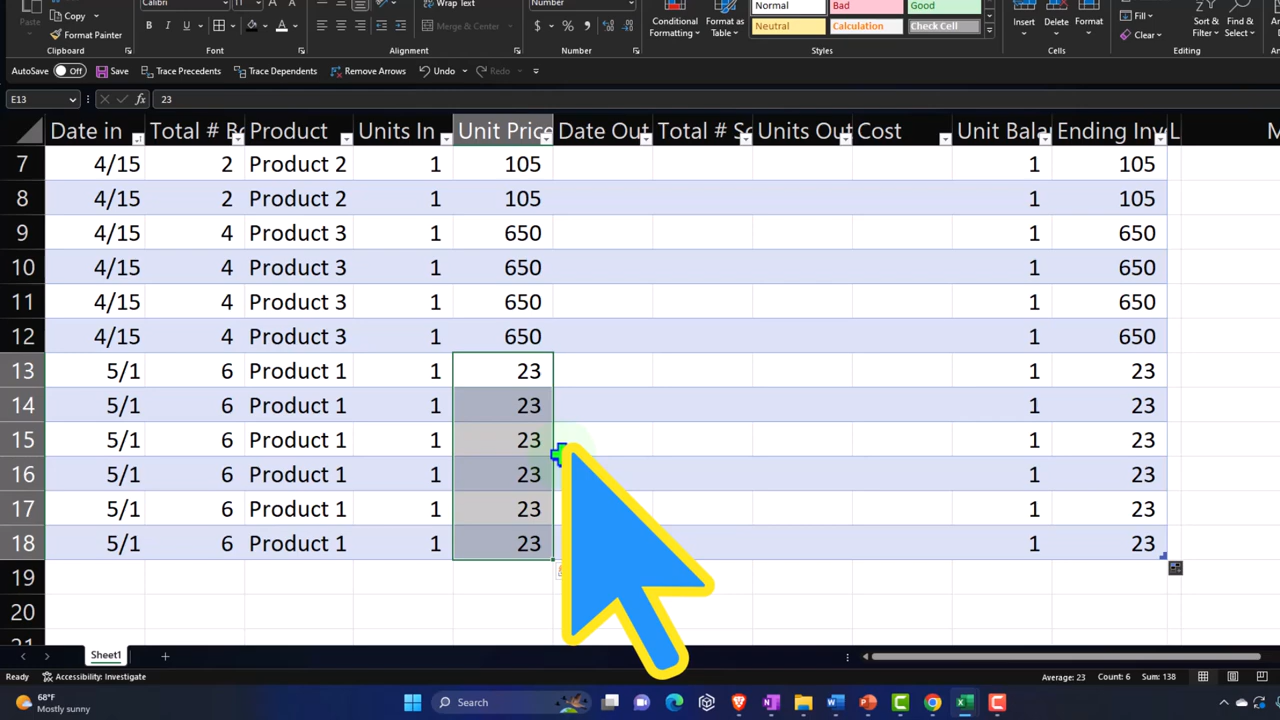 Paste Copy Format Painter Clipboard
Calibri 11 B I U Font
Wrap Text Merge & Center Alignment
Number % Number
Conditional Formatting Format as Table Normal Bad Good Neutral Calculation Check Cell Styles
Insert Delete Format Cells
Fill Clear Sort & Filter Find & Select Editing
AutoSave Off Save Trace Precedents Trace Dependents Remove Arrows Undo Redo
E13 fx 23
Date in Total # B Product Units In Unit Price Date Out Total # S Units Out Cost Unit Bala Ending Inv L M
7 4/15 2 Product 2 1 105 1 105
8 4/15 2 Product 2 1 105 1 105
9 4/15 4 Product 3 1 650 1 650
10 4/15 4 Product 3 1 650 1 650
11 4/15 4 Product 3 1 650 1 650
12 4/15 4 Product 3 1 650 1 650
13 5/1 6 Product 1 1 23 1 23
14 5/1 6 Product 1 1 23 1 23
15 5/1 6 Product 1 1 23 1 23
16 5/1 6 Product 1 1 23 1 23
17 5/1 6 Product 1 1 23 1 23
18 5/1 6 Product 1 1 23 1 23
19
20
21
Sheet1
Ready Accessibility: Investigate Average: 23 Count: 6 Sum: 138
68°F Search
Mostly sunny